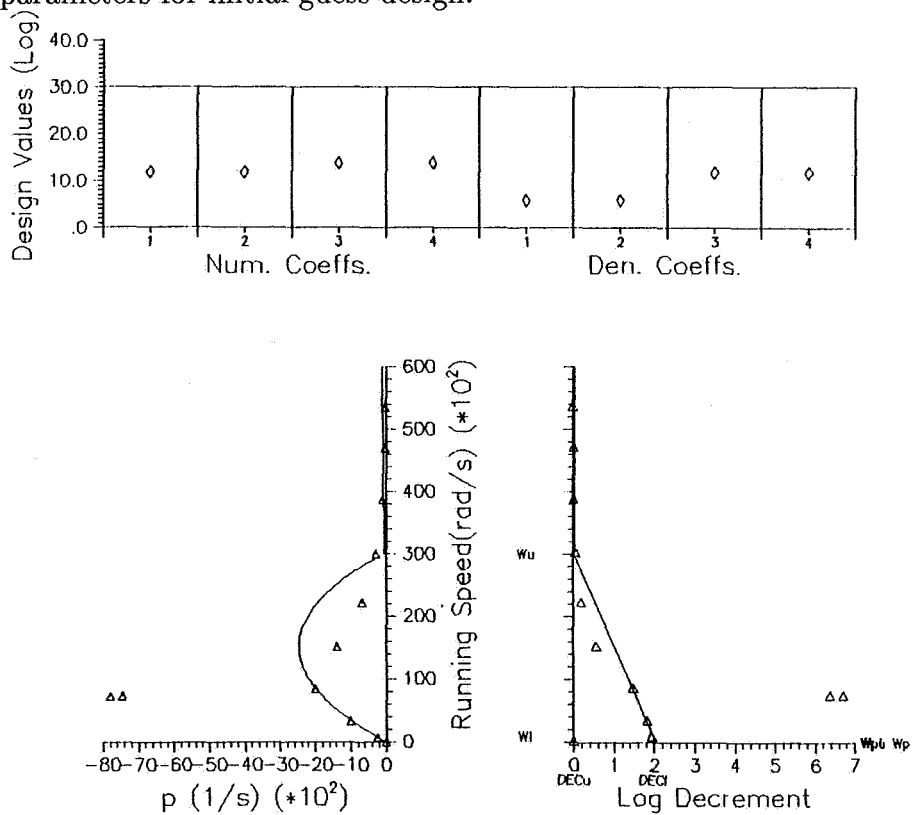 parameters for initial guess design.
Design Values (Log)
40.0
30.0
20.0
10.0
.0
1 2 3 4 1 2 3 4
Num. Coeffs. Den. Coeffs.
600
500
400
300
200
100
0
Running Speed(rad/s) (*10²)
-80-70-60-50-40-30-20-10 0
p (1/s) (*10²)
Wu
Wl
0 1 2 3 4 5 6 7
DECu DECl
Log Decrement
Wp